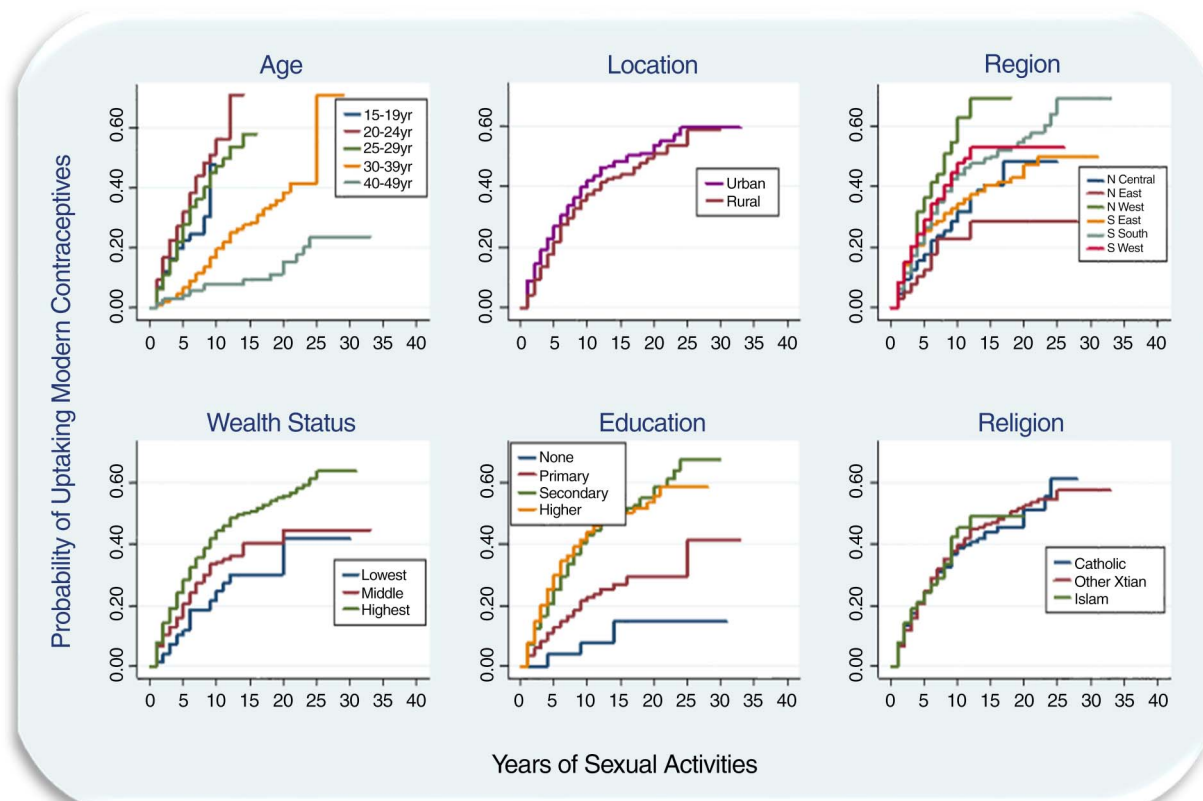 Probability of Uptaking Modern Contraceptives
Age
0.00 0.20 0.40 0.60
15-19yr
20-24yr
25-29yr
30-39yr
40-49yr
0 5 10 15 20 25 30 35 40
Location
0.00 0.20 0.40 0.60
Urban
Rural
0 5 10 15 20 25 30 35 40
Region
0.00 0.20 0.40 0.60
N Central
N East
N West
S East
S South
S West
0 5 10 15 20 25 30 35 40
Wealth Status
0.00 0.20 0.40 0.60
Lowest
Middle
Highest
0 5 10 15 20 25 30 35 40
Education
0.00 0.20 0.40 0.60
None
Primary
Secondary
Higher
0 5 10 15 20 25 30 35 40
Religion
0.00 0.20 0.40 0.60
Catholic
Other Xtian
Islam
0 5 10 15 20 25 30 35 40
Years of Sexual Activities